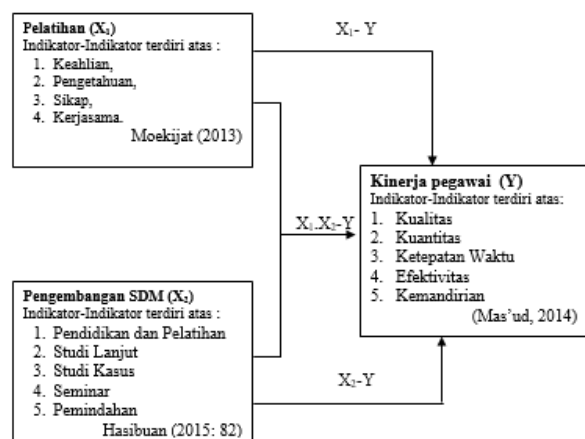 Pelatihan (X₁)
Indikator-Indikator terdiri atas :
1. Keahlian,
2. Pengetahuan,
3. Sikap,
4. Kerjasama.
Moekijat (2013)
X₁- Y
X₁.X₂-Y
Kinerja pegawai (Y)
Indikator-Indikator terdiri atas:
1. Kualitas
2. Kuantitas
3. Ketepatan Waktu
4. Efektivitas
5. Kemandirian
(Mas’ud, 2014)
Pengembangan SDM (X₂)
Indikator-Indikator terdiri atas :
1. Pendidikan dan Pelatihan
2. Studi Lanjut
3. Studi Kasus
4. Seminar
5. Pemindahan
Hasibuan (2015: 82)
X₂-Y